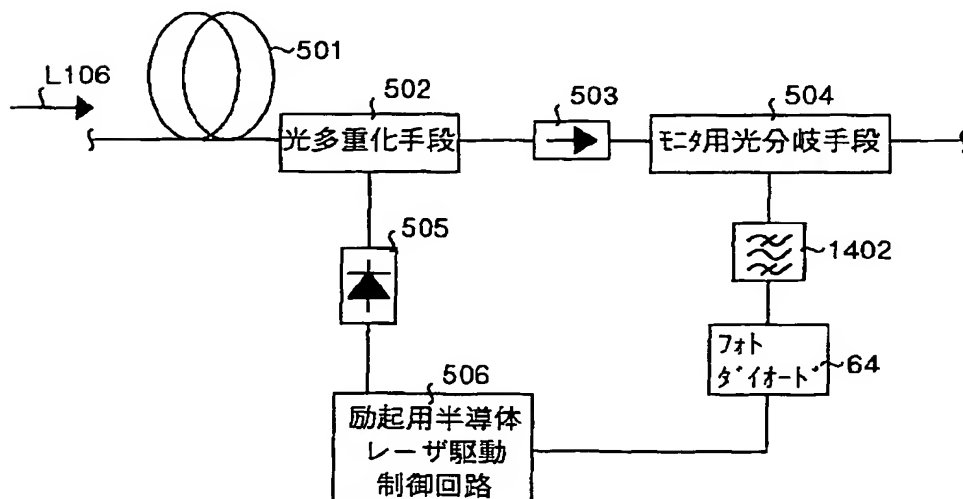 501
L106
502
503
504
光多重化手段
ﾓﾆﾀ用光分岐手段
505
1402
フォト
ダイオード
64
506
励起用半導体
レーザ駆動
制御回路